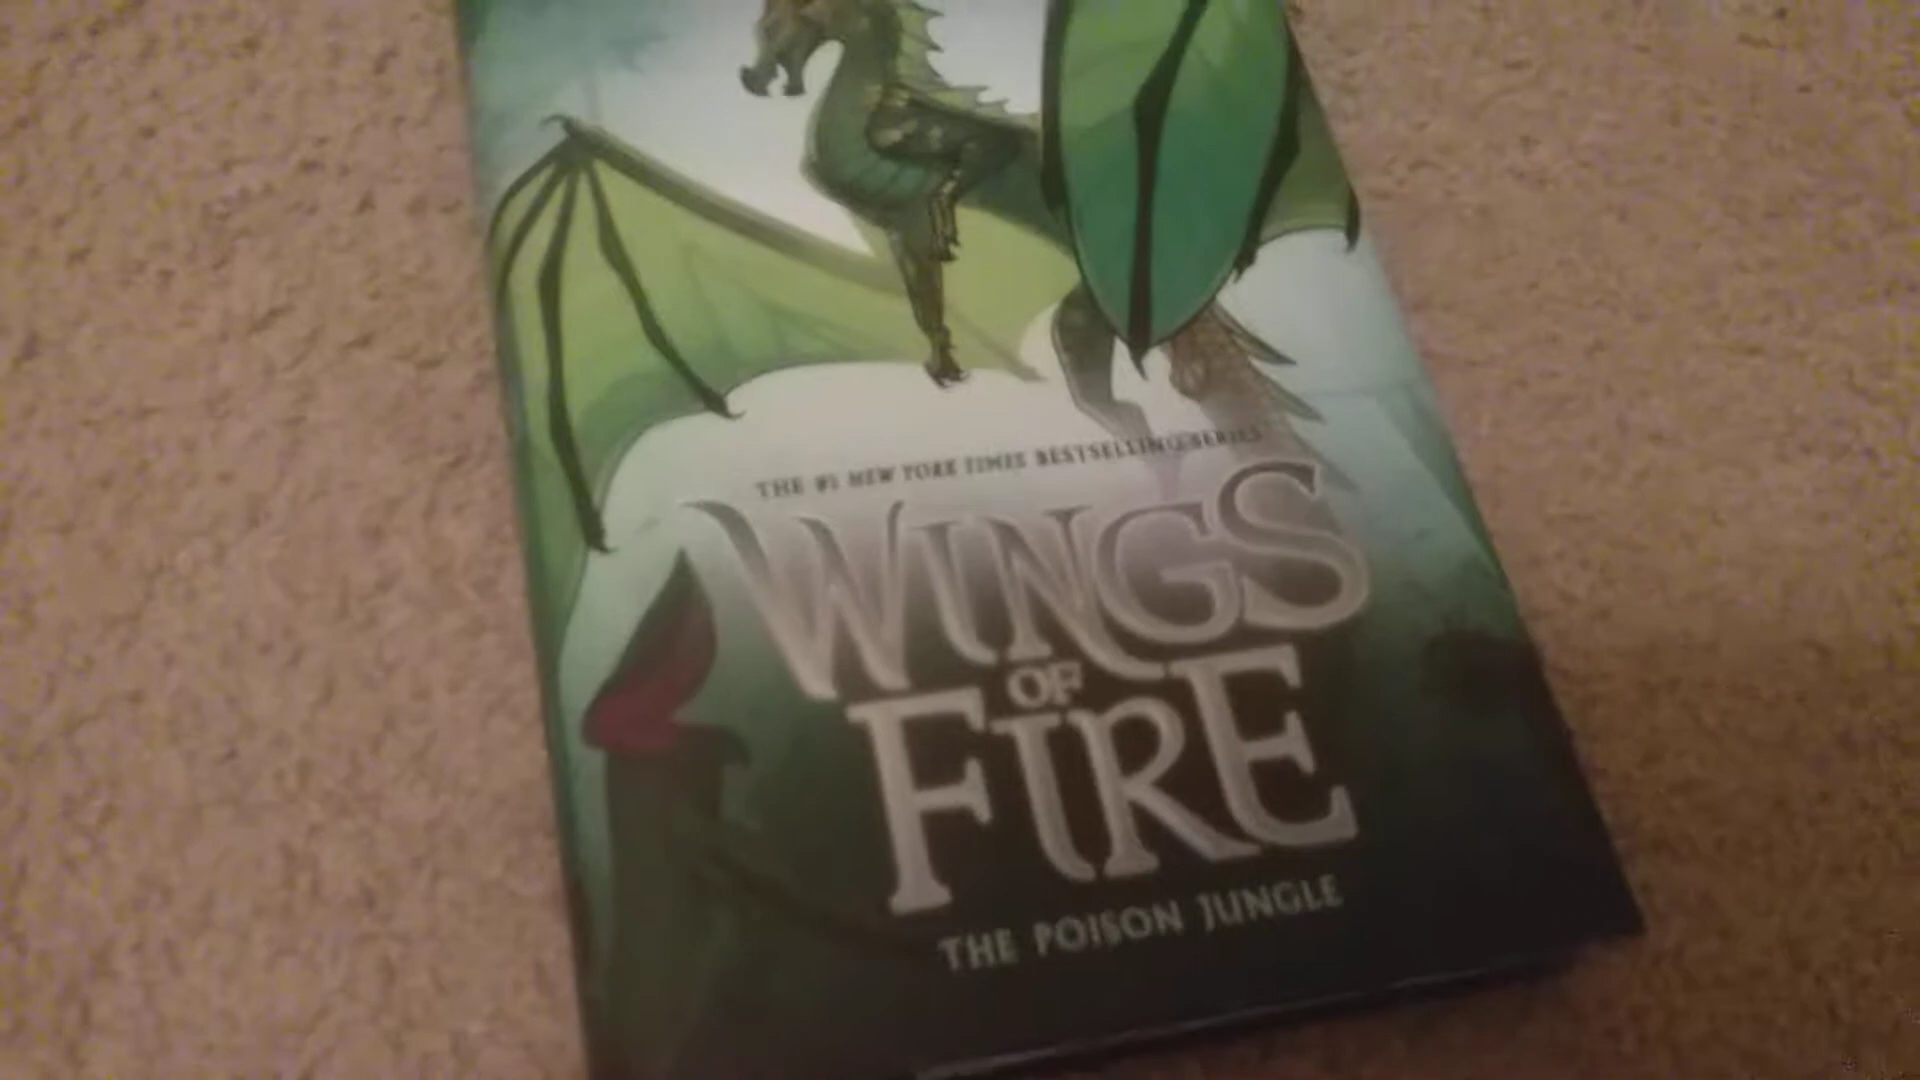 THE #1 NEW YORK TIMES BESTSELLING SERIES
WINGS
OF
FIRE
THE POISON JUNGLE